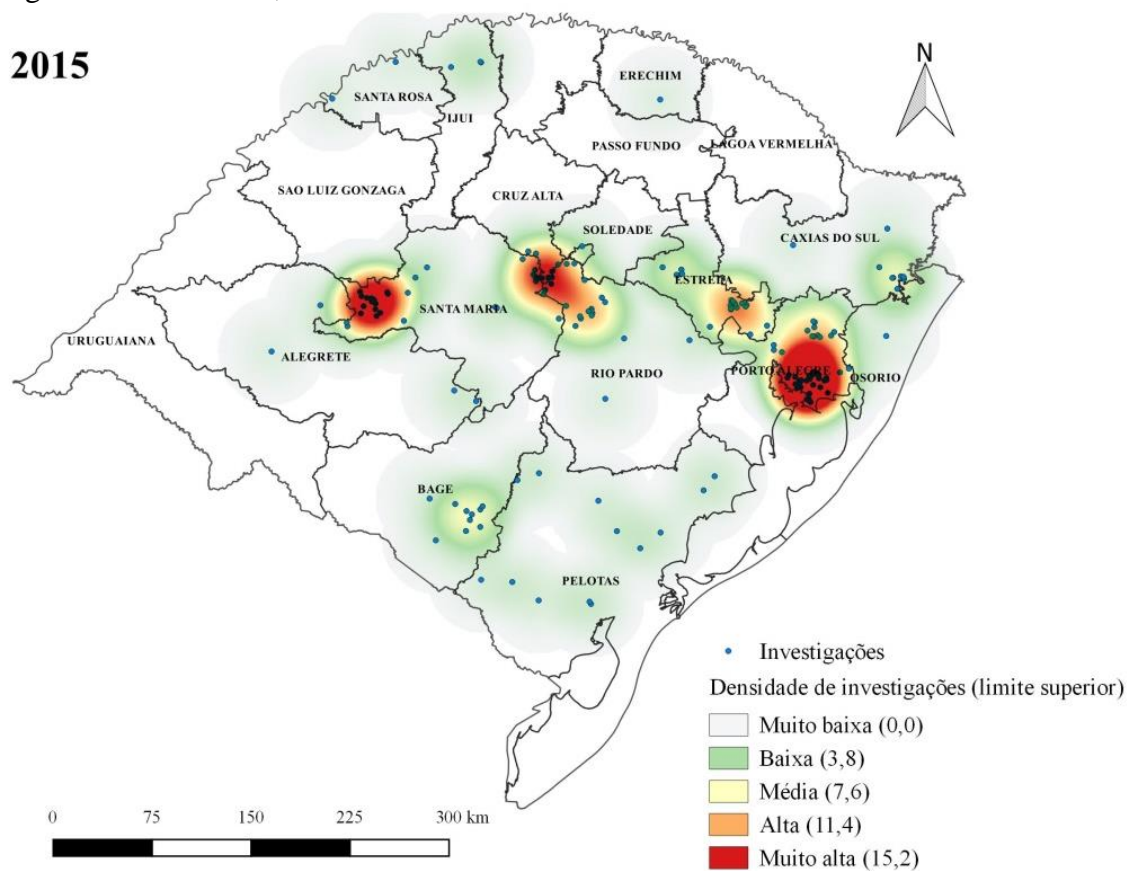 2015
N
ERECHIM
SANTA ROSA
IJUI
PASSO FUNDO
LAGOA VERMELHA
SAO LUIZ GONZAGA
CRUZ ALTA
SOLEDADE
CAXIAS DO SUL
ESTRELA
SANTA MARIA
URUGUAIANA
ALEGRETE
RIO PARDO
PORTO ALEGRE
OSORIO
BAGE
PELOTAS
Investigações
Densidade de investigações (limite superior)
Muito baixa (0,0)
Baixa (3,8)
Média (7,6)
Alta (11,4)
Muito alta (15,2)
0 75 150 225 300 km